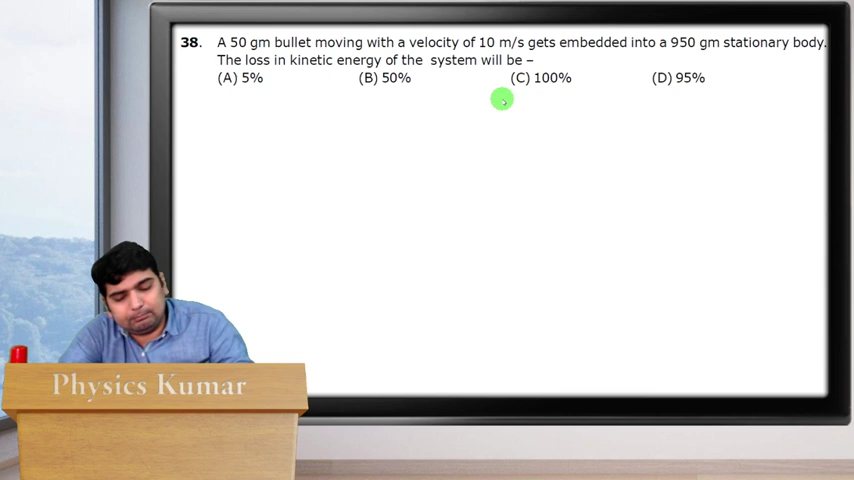 38. A 50 gm bullet moving with a velocity of 10 m/s gets embedded into a 950 gm stationary body.
The loss in kinetic energy of the system will be –
(A) 5% (B) 50% (C) 100% (D) 95%
Physics Kumar